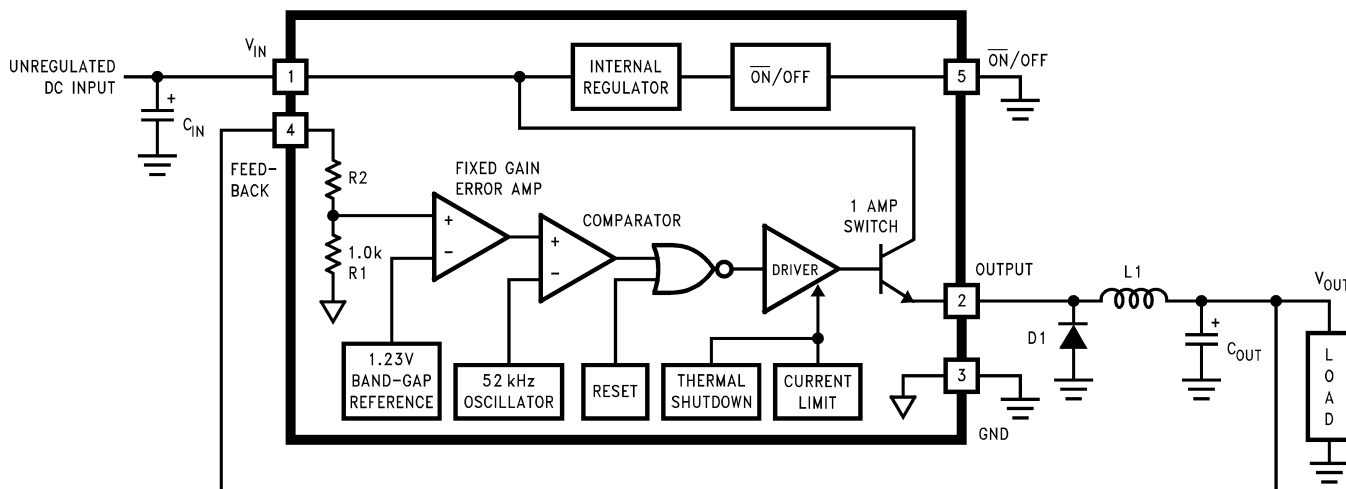 UNREGULATED
DC INPUT
+
C_IN
V_IN
1
4
FEED-
BACK
R2
1.0k
R1
INTERNAL
REGULATOR
O̅N̅/OFF
5
O̅N̅/OFF
FIXED GAIN
ERROR AMP
+
−
COMPARATOR
+
−
DRIVER
1 AMP
SWITCH
1.23V
BAND-GAP
REFERENCE
52 kHz
OSCILLATOR
RESET
THERMAL
SHUTDOWN
CURRENT
LIMIT
OUTPUT
2
3
GND
D1
L1
+
C_OUT
V_OUT
L
O
A
D